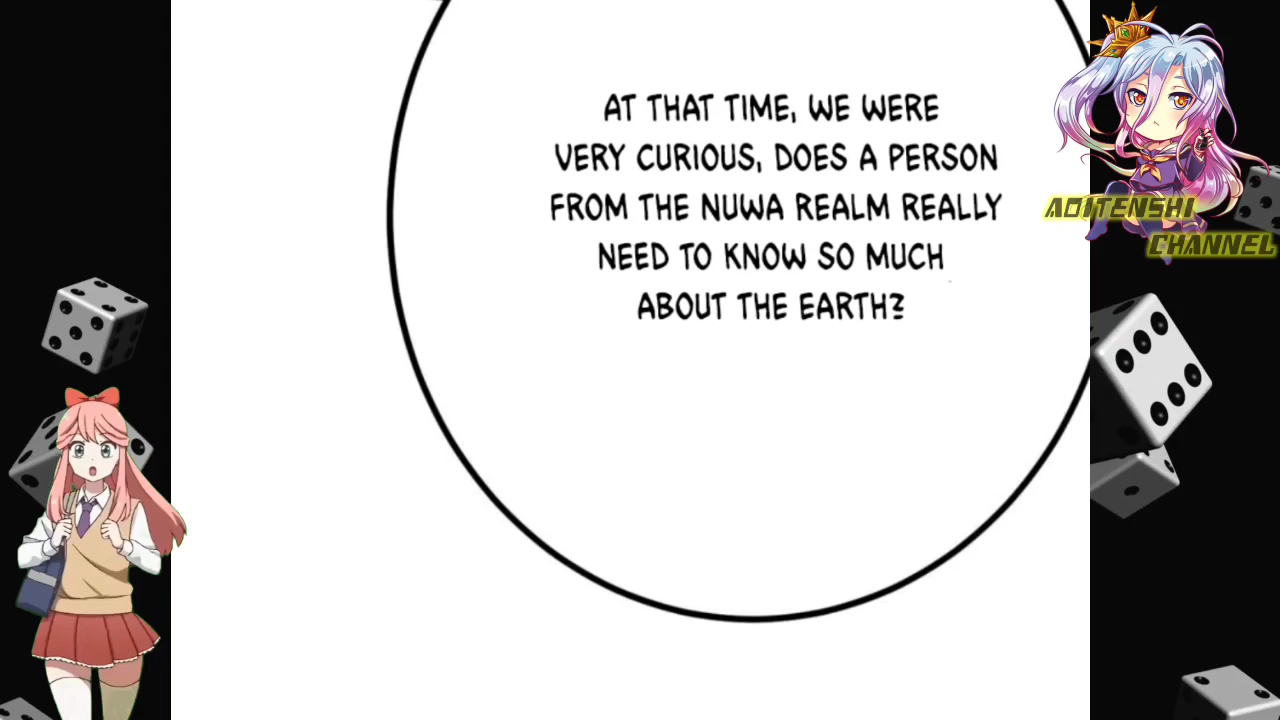 AT THAT TIME, WE WERE
VERY CURIOUS, DOES A PERSON
FROM THE NUWA REALM REALLY
NEED TO KNOW SO MUCH
ABOUT THE EARTH?
ADITENSHI
CHANNEL